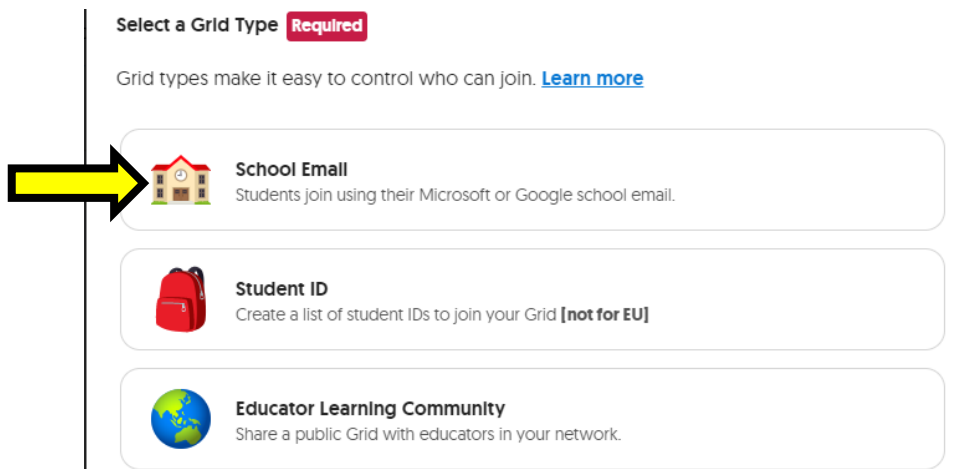 Select a Grid Type Required
Grid types make it easy to control who can join. Learn more
School Email
Students join using their Microsoft or Google school email.
Student ID
Create a list of student IDs to join your Grid [not for EU]
Educator Learning Community
Share a public Grid with educators in your network.